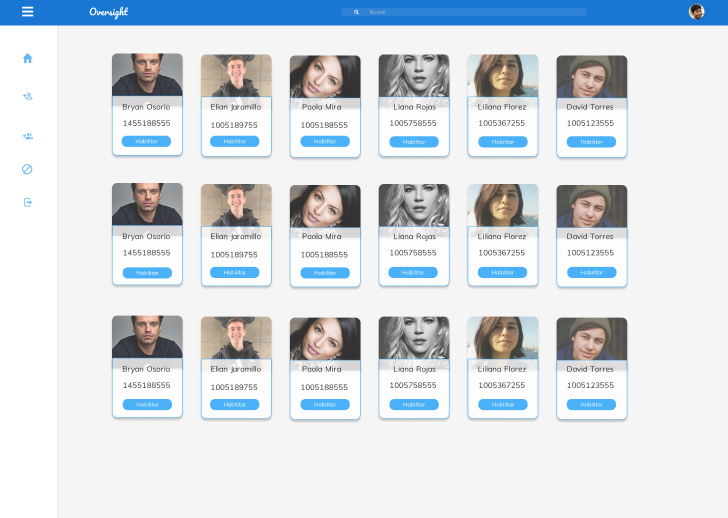 Oversight
Buscar
Bryan Osorio
1455188555
Habilitar
Elian Jaramillo
1005189755
Habilitar
Paola Mira
1005188555
Habilitar
Liana Rojas
1005758555
Habilitar
Liliana Florez
1005367255
Habilitar
David Torres
1005123555
Habilitar
Bryan Osorio
1455188555
Habilitar
Elian Jaramillo
1005189755
Habilitar
Paola Mira
1005188555
Habilitar
Liana Rojas
1005758555
Habilitar
Liliana Florez
1005367255
Habilitar
David Torres
1005123555
Habilitar
Bryan Osorio
1455188555
Habilitar
Elian Jaramillo
1005189755
Habilitar
Paola Mira
1005188555
Habilitar
Liana Rojas
1005758555
Habilitar
Liliana Florez
1005367255
Habilitar
David Torres
1005123555
Habilitar